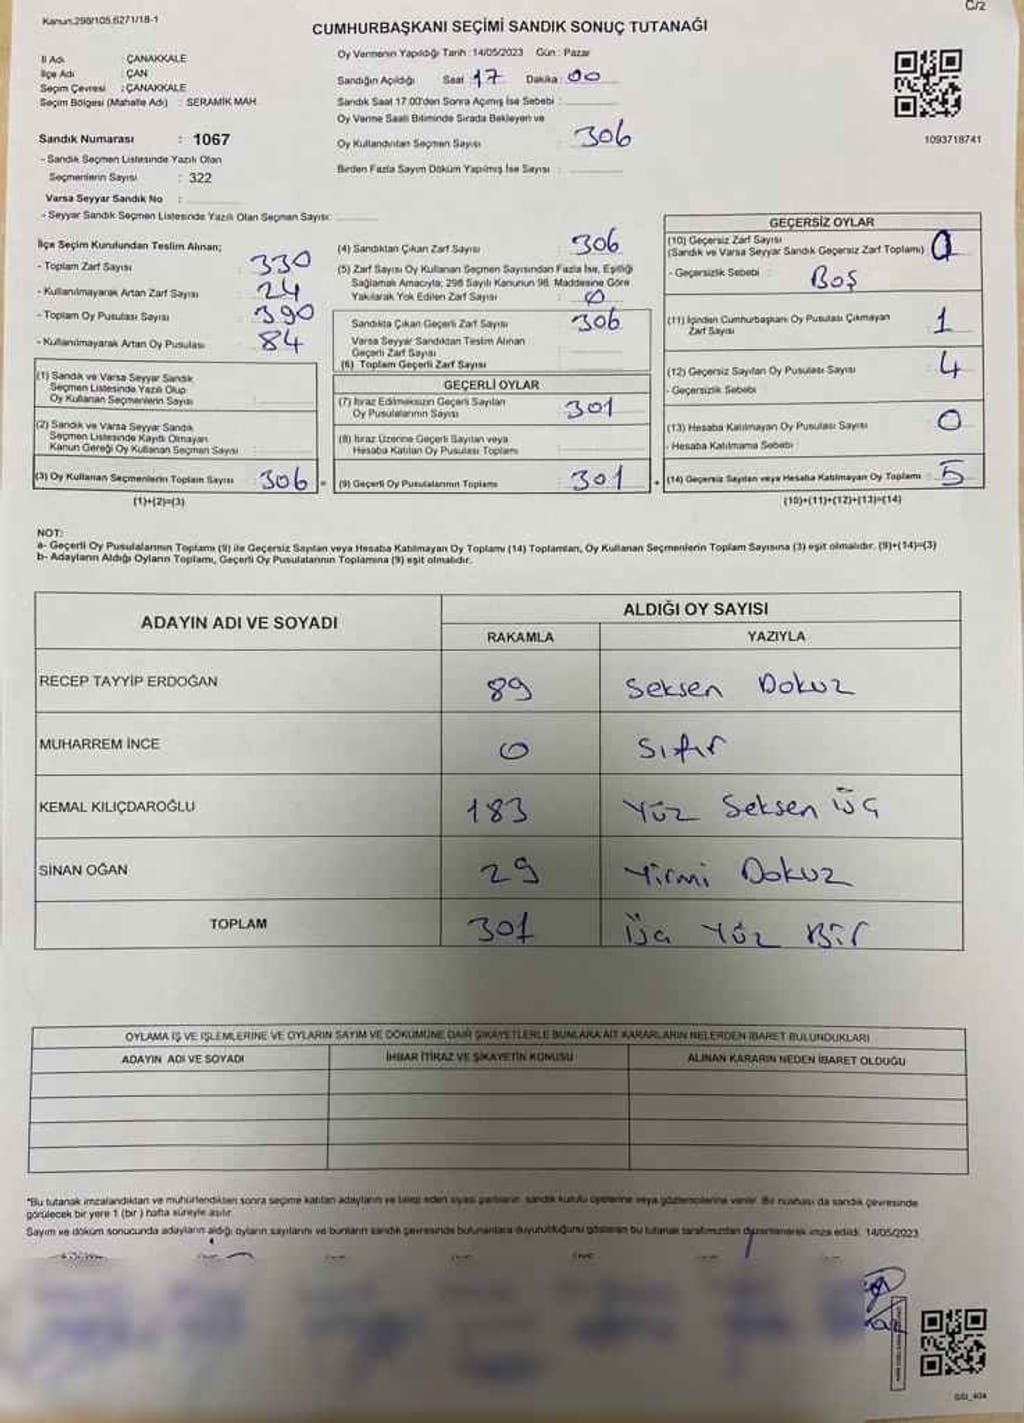 Kanun:298/105.6271/18-1
C/2
CUMHURBAŞKANI SEÇİMİ SANDIK SONUÇ TUTANAĞI
İl Adı : ÇANAKKALE
İlçe Adı : ÇAN
Seçim Çevresi : ÇANAKKALE
Seçim Bölgesi (Mahalle Adı) : SERAMİK MAH
Sandık Numarası : 1067
- Sandık Seçmen Listesinde Yazılı Olan
Seçmenlerin Sayısı : 322
Varsa Seyyar Sandık No :
- Seyyar Sandık Seçmen Listesinde Yazılı Olan Seçmen Sayısı:
Oy Vermenin Yapıldığı Tarih : 14/05/2023 Gün : Pazar
Sandığın Açıldığı Saat : 17 Dakika : 00
Sandık Saat 17.00'den Sonra Açımış İse Sebebi :
Oy Verme Saati Bitiminde Sırada Bekleyen ve
Oy Kullandırılan Seçmen Sayısı : 306
Birden Fazla Sayım Döküm Yapılmış İse Sayısı :
1093718741
İlçe Seçim Kurulundan Teslim Alınan;
- Toplam Zarf Sayısı : 330
- Kullanılmayarak Artan Zarf Sayısı : 24
- Toplam Oy Pusulası Sayısı : 390
- Kullanılmayarak Artan Oy Pusulası : 84
(1) Sandık ve Varsa Seyyar Sandık
Seçmen Listesinde Yazılı Olup
Oy Kullanan Seçmenlerin Sayısı :
(2) Sandık ve Varsa Seyyar Sandık
Seçmen Listesinde Kayıtlı Olmayan
Kanun Gereği Oy Kullanan Seçmen Sayısı :
(3) Oy Kullanan Seçmenlerin Toplam Sayısı : 306 =
(1)+(2)=(3)
(4) Sandıktan Çıkan Zarf Sayısı : 306
(5) Zarf Sayısı Oy Kullanan Seçmen Sayısından Fazla İse, Eşitliği
Sağlamak Amacıyla; 298 Sayılı Kanunun 98. Maddesine Göre
Yakılarak Yok Edilen Zarf Sayısı : 0
Sandıkta Çıkan Geçerli Zarf Sayısı : 306
Varsa Seyyar Sandıktan Teslim Alınan
Geçerli Zarf Sayısı
(6) Toplam Geçerli Zarf Sayısı
GEÇERLİ OYLAR
(7) İtiraz Edilmeksizin Geçerli Sayılan
Oy Pusulalarının Sayısı : 301
(8) İtiraz Üzerine Geçerli Sayılan veya
Hesaba Katılan Oy Pusulası Toplamı
(9) Geçerli Oy Pusulalarının Toplamı : 301 +
GEÇERSİZ OYLAR
(10) Geçersiz Zarf Sayısı
(Sandık ve Varsa Seyyar Sandık Geçersiz Zarf Toplamı) : 0
- Geçersizlik Sebebi : BOŞ
(11) İçinden Cumhurbaşkanı Oy Pusulası Çıkmayan
Zarf Sayısı : 1
(12) Geçersiz Sayılan Oy Pusulası Sayısı : 4
- Geçersizlik Sebebi :
(13) Hesaba Katılmayan Oy Pusulası Sayısı : 0
- Hesaba Katılmama Sebebi :
(14) Geçersiz Sayılan veya Hesaba Katılmayan Oy Toplamı : 5
(10)+(11)+(12)+(13)=(14)
NOT:
a- Geçerli Oy Pusulalarının Toplamı (9) ile Geçersiz Sayılan veya Hesaba Katılmayan Oy Toplamı (14) Toplamları, Oy Kullanan Seçmenlerin Toplam Sayısına (3) eşit olmalıdır. (9)+(14)=(3)
b- Adayların Aldığı Oyların Toplamı, Geçerli Oy Pusulalarının Toplamına (9) eşit olmalıdır.
ADAYIN ADI VE SOYADI
ALDIĞI OY SAYISI
RAKAMLA YAZIYLA
RECEP TAYYİP ERDOĞAN 89 Seksen Dokuz
MUHARREM İNCE 0 Sıfır
KEMAL KILIÇDAROĞLU 183 Yüz Seksen Üç
SİNAN OĞAN 29 Yirmi Dokuz
TOPLAM 301 Üç Yüz Bir
OYLAMA İŞ VE İŞLEMLERİNE VE OYLARIN SAYIM VE DÖKÜMÜNE DAİR ŞİKAYETLERLE BUNLARA AİT KARARLARIN NELERDEN İBARET BULUNDUKLARI
ADAYIN ADI VE SOYADI İHBAR İTİRAZ VE ŞİKAYETİN KONUSU ALINAN KARARIN NEDEN İBARET OLDUĞU
*Bu tutanak imzalandıktan ve mühürlendikten sonra seçime katılan adayların ve talep eden siyasi partilerin sandık kurulu üyelerine veya gözlemcilerine verilir. Bir nüshası da sandık çevresinde
görülecek bir yere 1 (bir) hafta süreyle asılır.
Sayım ve döküm sonucunda adayların aldığı oyların sayılarını ve bunların sandık çevresinde bulunanlara duyurulduğunu gösteren bu tutanak tarafımızdan düzenlenerek imza edildi. 14/05/2023